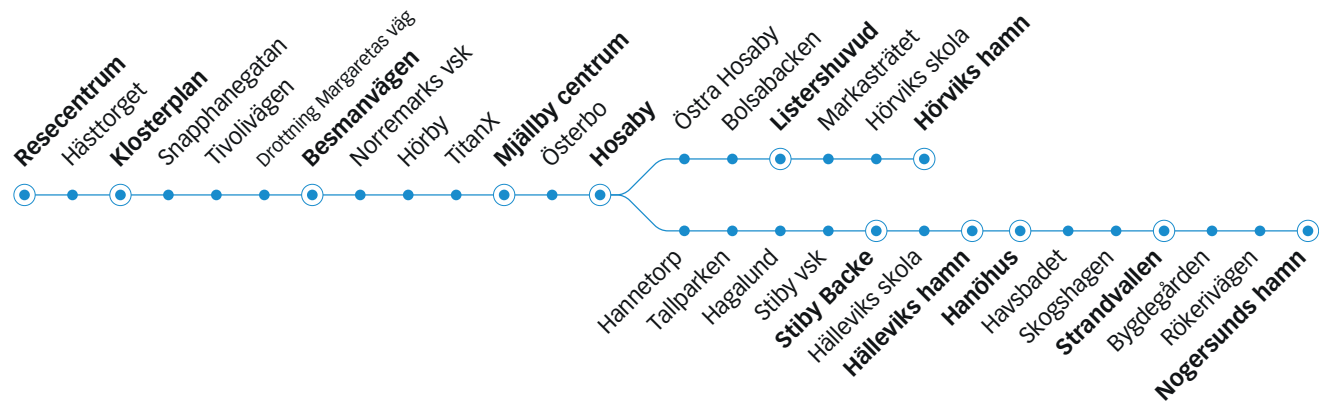 Resecentrum
Hästtorget
Klosterplan
Snapphanegatan
Tivolivägen
Drottning Margaretas väg
Besmanvägen
Norremarks vsk
Hörby
TitanX
Mjällby centrum
Österbo
Hosaby
Östra Hosaby
Bolsabacken
Listershuvud
Markasträtet
Hörviks skola
Hörviks hamn
Hannetorp
Tallparken
Hagalund
Stiby vsk
Stiby Backe
Hälleviks skola
Hälleviks hamn
Hanöhus
Havsbadet
Skogshagen
Strandvallen
Bygdegården
Rökerivägen
Nogersunds hamn